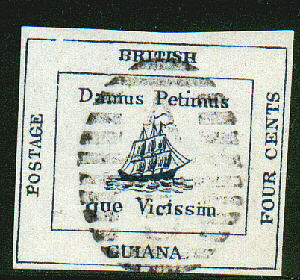 BRITISH
Damus Petimus
que Vicissim
GUIANA
POSTAGE
FOUR CENTS